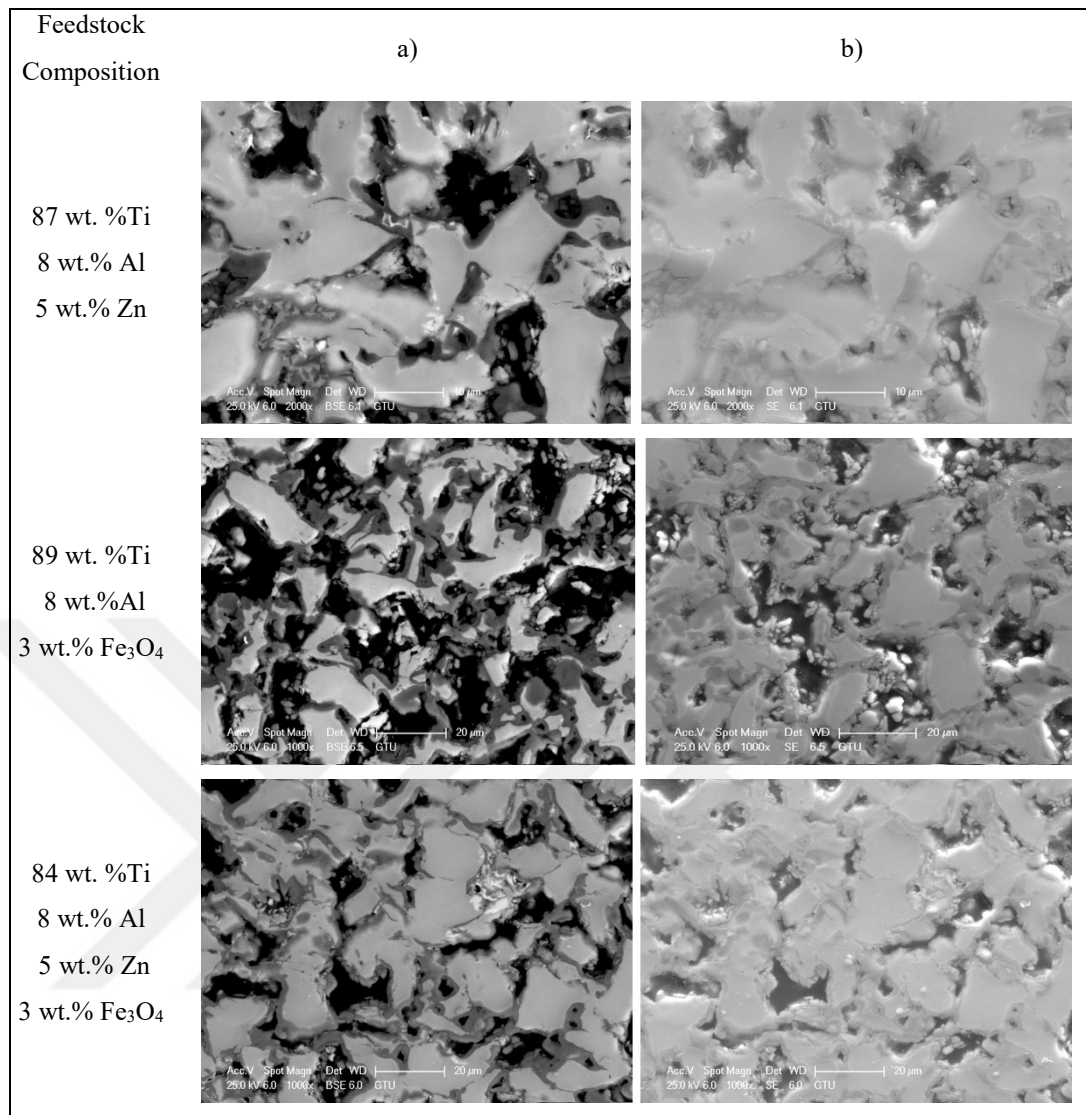 Feedstock
Composition
a)
b)
87 wt. %Ti
8 wt.% Al
5 wt.% Zn
Acc.V Spot Magn Det WD 10 µm
25.0 kV 6.0 2000x BSE 6.1 GTU
Acc.V Spot Magn Det WD 10 µm
25.0 kV 6.0 2000x SE 6.1 GTU
89 wt. %Ti
8 wt.%Al
3 wt.% Fe₃O₄
Acc.V Spot Magn Det WD 20 µm
25.0 kV 6.0 1000x BSE 6.5 GTU
Acc.V Spot Magn Det WD 20 µm
25.0 kV 6.0 1000x SE 6.5 GTU
84 wt. %Ti
8 wt.% Al
5 wt.% Zn
3 wt.% Fe₃O₄
Acc.V Spot Magn Det WD 20 µm
25.0 kV 6.0 1000x BSE 6.0 GTU
Acc.V Spot Magn Det WD 20 µm
25.0 kV 6.0 1000x SE 6.0 GTU